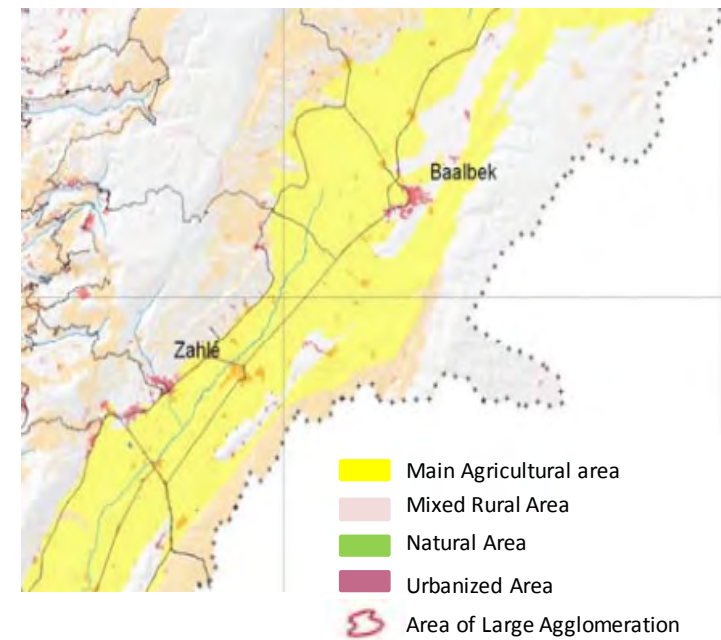 Baalbek
Zahlé
Main Agricultural area
Mixed Rural Area
Natural Area
Urbanized Area
Area of Large Agglomeration